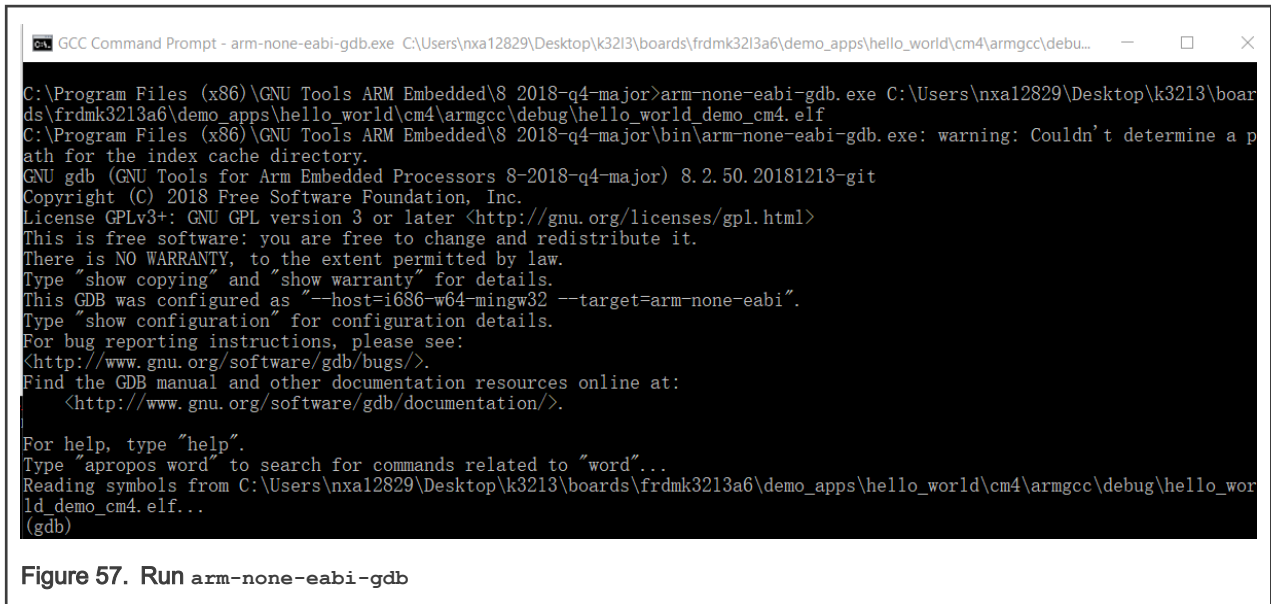 GCC Command Prompt - arm-none-eabi-gdb.exe C:\Users\nxa12829\Desktop\k32l3\boards\frdmk32l3a6\demo_apps\hello_world\cm4\armgcc\debu...
C:\Program Files (x86)\GNU Tools ARM Embedded\8 2018-q4-major>arm-none-eabi-gdb.exe C:\Users\nxa12829\Desktop\k32l3\boar
ds\frdmk32l3a6\demo_apps\hello_world\cm4\armgcc\debug\hello_world_demo_cm4.elf
C:\Program Files (x86)\GNU Tools ARM Embedded\8 2018-q4-major\bin\arm-none-eabi-gdb.exe: warning: Couldn't determine a p
ath for the index cache directory.
GNU gdb (GNU Tools for Arm Embedded Processors 8-2018-q4-major) 8.2.50.20181213-git
Copyright (C) 2018 Free Software Foundation, Inc.
License GPLv3+: GNU GPL version 3 or later <http://gnu.org/licenses/gpl.html>
This is free software: you are free to change and redistribute it.
There is NO WARRANTY, to the extent permitted by law.
Type "show copying" and "show warranty" for details.
This GDB was configured as "--host=i686-w64-mingw32 --target=arm-none-eabi".
Type "show configuration" for configuration details.
For bug reporting instructions, please see:
<http://www.gnu.org/software/gdb/bugs/>.
Find the GDB manual and other documentation resources online at:
    <http://www.gnu.org/software/gdb/documentation/>.
For help, type "help".
Type "apropos word" to search for commands related to "word"...
Reading symbols from C:\Users\nxa12829\Desktop\k32l3\boards\frdmk32l3a6\demo_apps\hello_world\cm4\armgcc\debug\hello_wor
ld_demo_cm4.elf...
(gdb)
Figure 57. Run arm-none-eabi-gdb